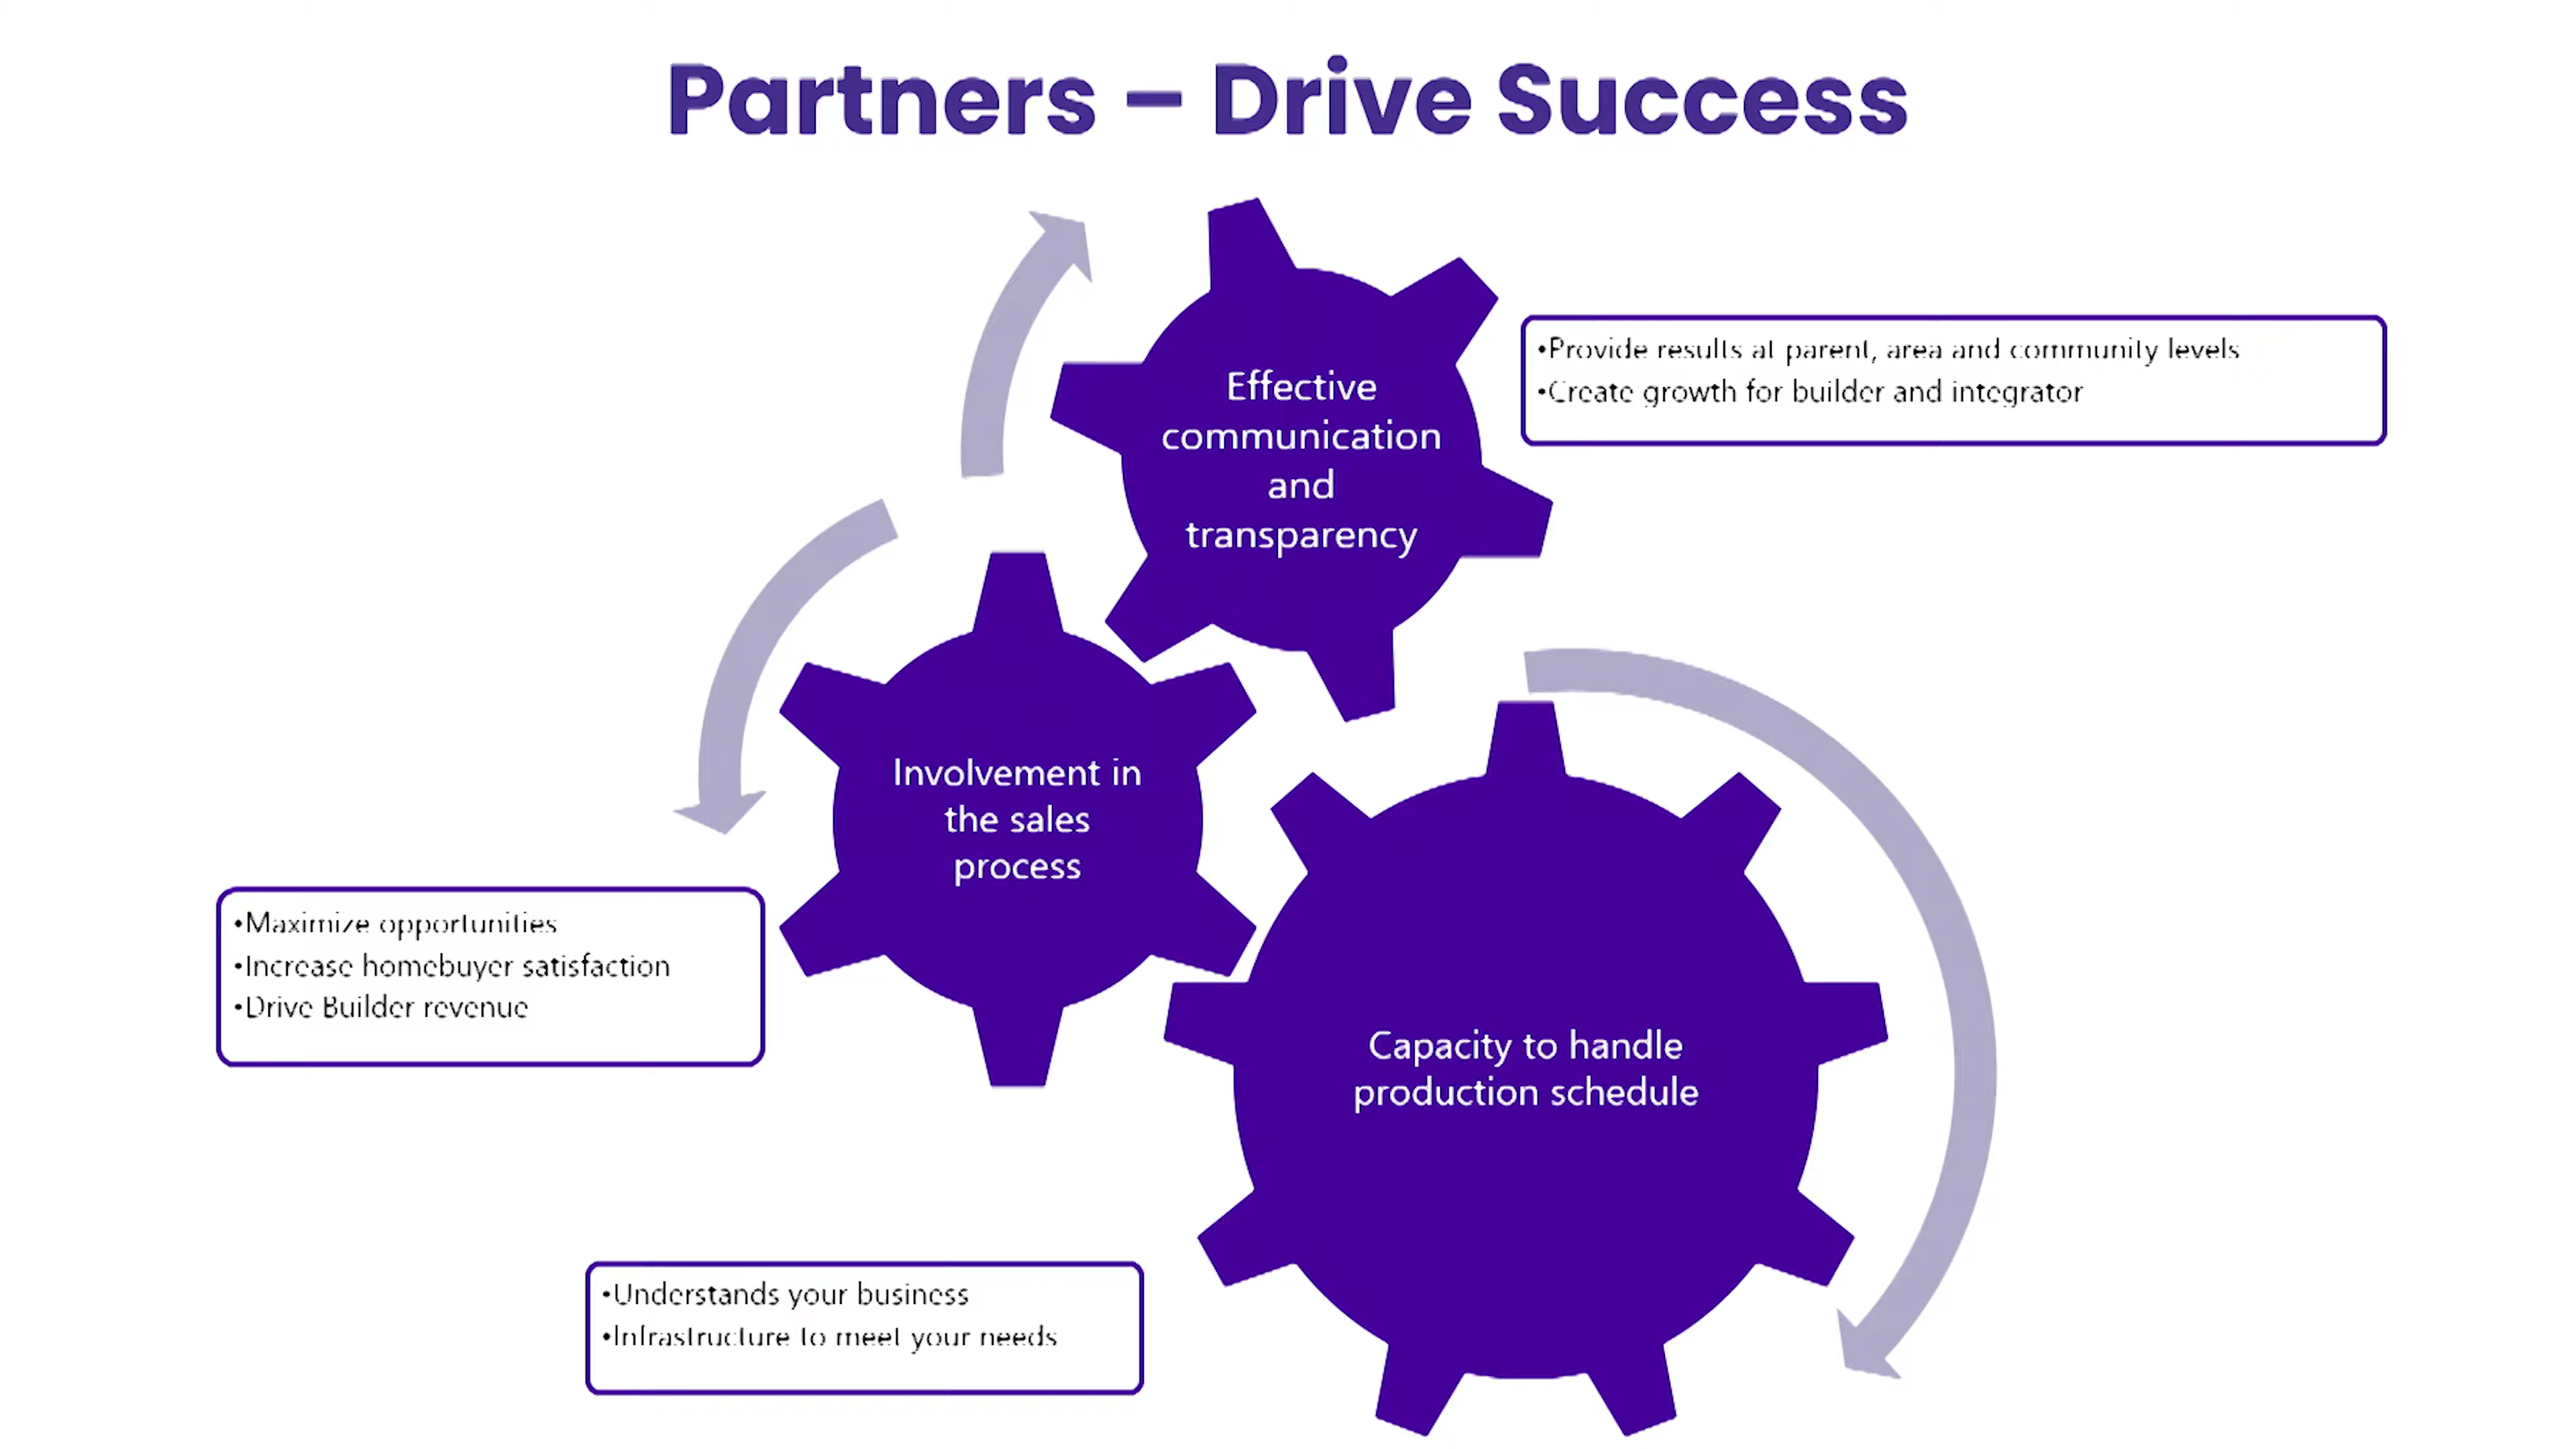 Partners – Drive Success
Effective
communication
and
transparency
•Provide results at parent, area and community levels
•Create growth for builder and integrator
Involvement in
the sales
process
•Maximize opportunities
•Increase homebuyer satisfaction
•Drive Builder revenue
Capacity to handle
production schedule
•Understands your business
•Infrastructure to meet your needs